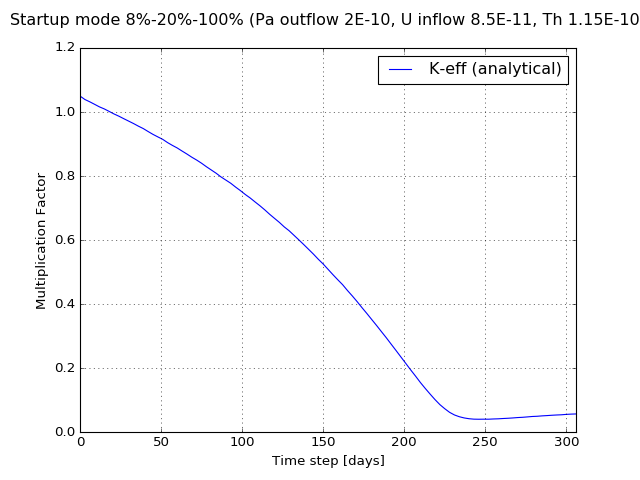 Startup mode 8%-20%-100% (Pa outflow 2E-10, U inflow 8.5E-11, Th 1.15E-10
K-eff (analytical)
Multiplication Factor
1.2
1.0
0.8
0.6
0.4
0.2
0.0
0 50 100 150 200 250 300
Time step [days]